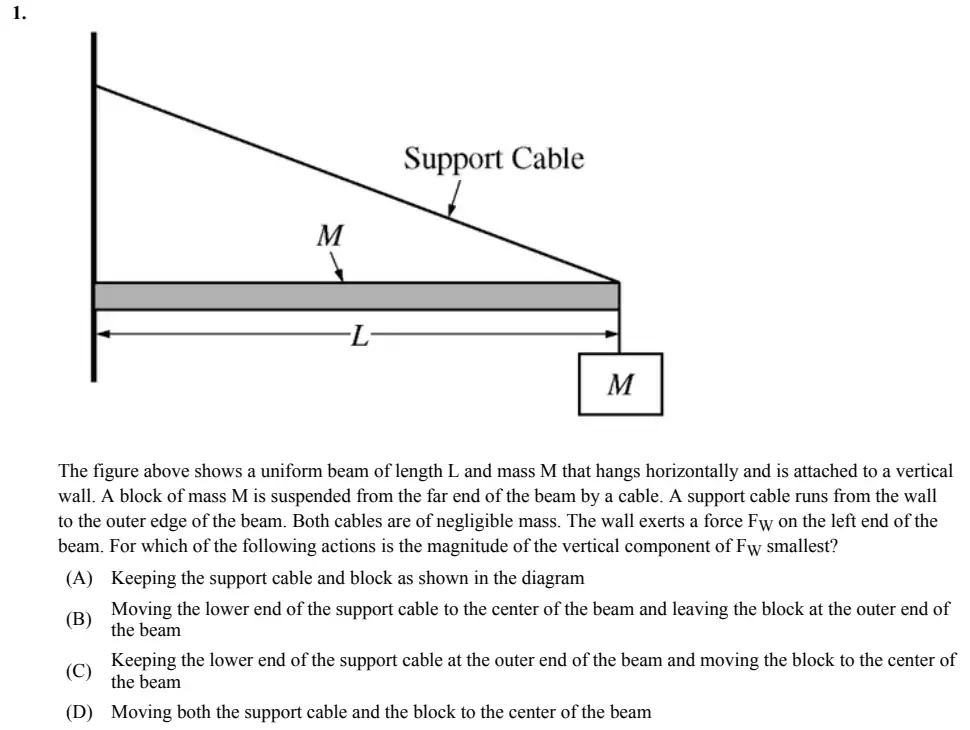 1.
Support Cable
M
L
M
The figure above shows a uniform beam of length L and mass M that hangs horizontally and is attached to a vertical
wall. A block of mass M is suspended from the far end of the beam by a cable. A support cable runs from the wall
to the outer edge of the beam. Both cables are of negligible mass. The wall exerts a force FW on the left end of the
beam. For which of the following actions is the magnitude of the vertical component of FW smallest?
(A) Keeping the support cable and block as shown in the diagram
(B) Moving the lower end of the support cable to the center of the beam and leaving the block at the outer end of
the beam
(C) Keeping the lower end of the support cable at the outer end of the beam and moving the block to the center of
the beam
(D) Moving both the support cable and the block to the center of the beam